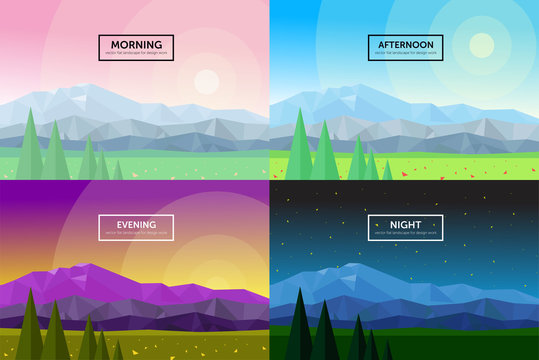 MORNING
vector flat landscape for design work
AFTERNOON
vector flat landscape for design work
EVENING
vector flat landscape for design work
NIGHT
vector flat landscape for design work